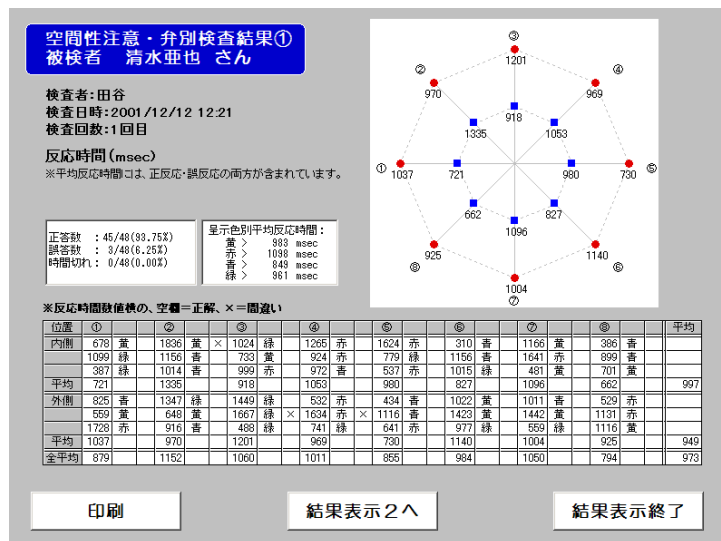 空間性注意・弁別検査結果①
被検者　清水亜也 さん
検査者:田谷
検査日時:2001/12/12 12:21
検査回数:1回目
反応時間(msec)
※平均反応時間には、正反応・誤反応の両方が含まれています。
正答数 : 45/48(93.75%)
誤答数 : 3/48(6.25%)
時間切れ: 0/48(0.00%)
呈示色別平均反応時間:
黄 > 983 msec
赤 > 1098 msec
青 > 849 msec
緑 > 961 msec
③
1201
②
970
④
969
918
1335
1053
①
1037
721
980
730
⑤
662
827
1096
925
⑧
1140
⑥
1004
⑦
※反応時間数値横の、空欄=正解、×=間違い
位置 ① ② ③ ④ ⑤ ⑥ ⑦ ⑧ 平均
内側 678 黄 1836 黄 × 1024 緑 1265 赤 1624 赤 310 青 1166 黄 386 青
1099 緑 1156 青 733 黄 924 赤 779 緑 1156 青 1641 赤 899 青
387 緑 1014 青 999 赤 972 青 537 赤 1015 緑 481 黄 701 黄
平均 721 1335 918 1053 980 827 1096 662 997
外側 825 青 1347 緑 1449 緑 532 赤 434 青 1022 黄 1011 青 529 赤
559 黄 648 黄 1667 緑 × 1634 赤 × 1116 青 1423 黄 1442 黄 1131 赤
1728 赤 916 青 488 緑 741 緑 641 赤 977 緑 559 緑 1116 黄
平均 1037 970 1201 969 730 1140 1004 925 949
全平均 879 1152 1060 1011 855 984 1050 794 973
印刷
結果表示2へ
結果表示終了